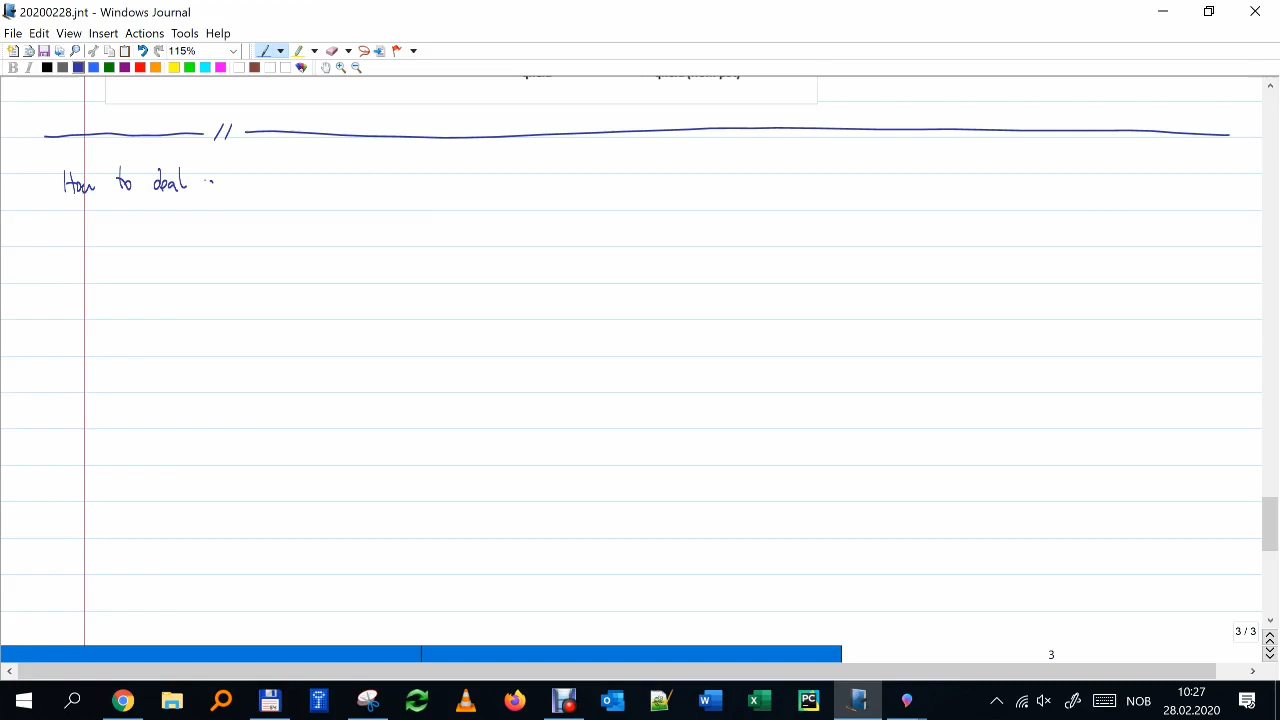 20200228.jnt - Windows Journal
File Edit View Insert Actions Tools Help
115%
B I
//
How to deal
3 / 3
3
W X PC NOB 10:27
28.02.2020